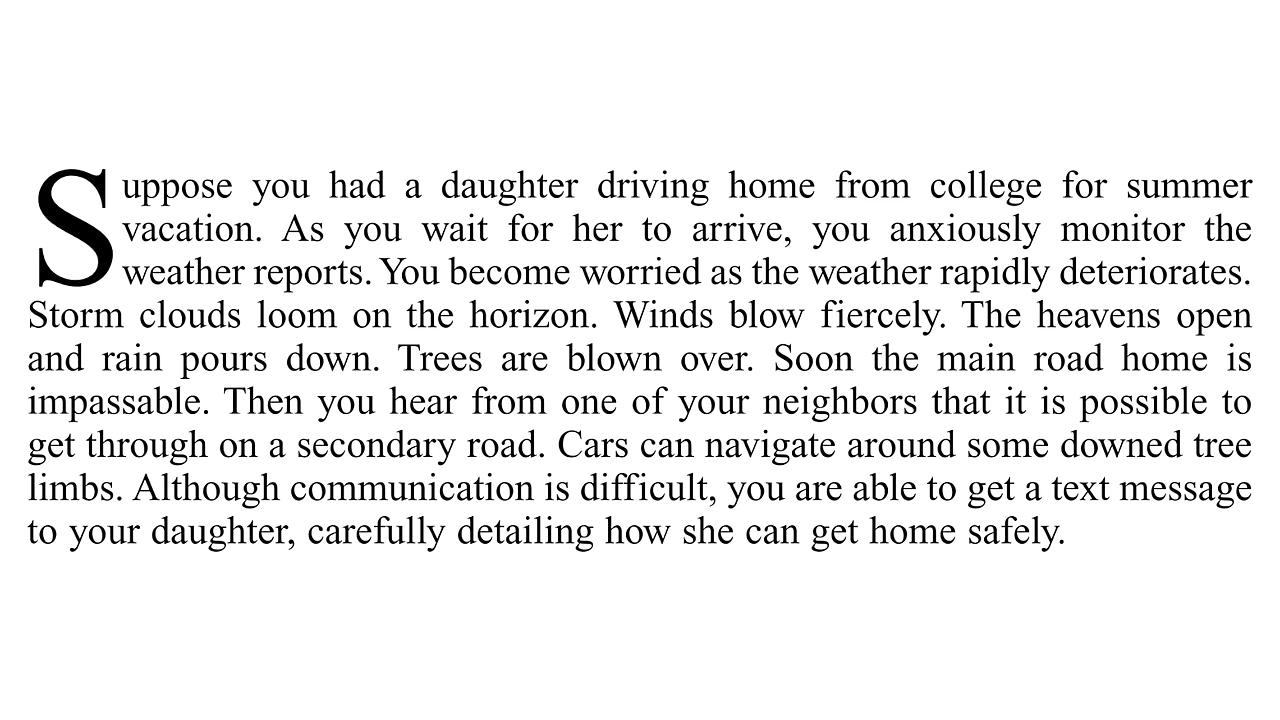 Suppose you had a daughter driving home from college for summer
vacation. As you wait for her to arrive, you anxiously monitor the
weather reports. You become worried as the weather rapidly deteriorates.
Storm clouds loom on the horizon. Winds blow fiercely. The heavens open
and rain pours down. Trees are blown over. Soon the main road home is
impassable. Then you hear from one of your neighbors that it is possible to
get through on a secondary road. Cars can navigate around some downed tree
limbs. Although communication is difficult, you are able to get a text message
to your daughter, carefully detailing how she can get home safely.